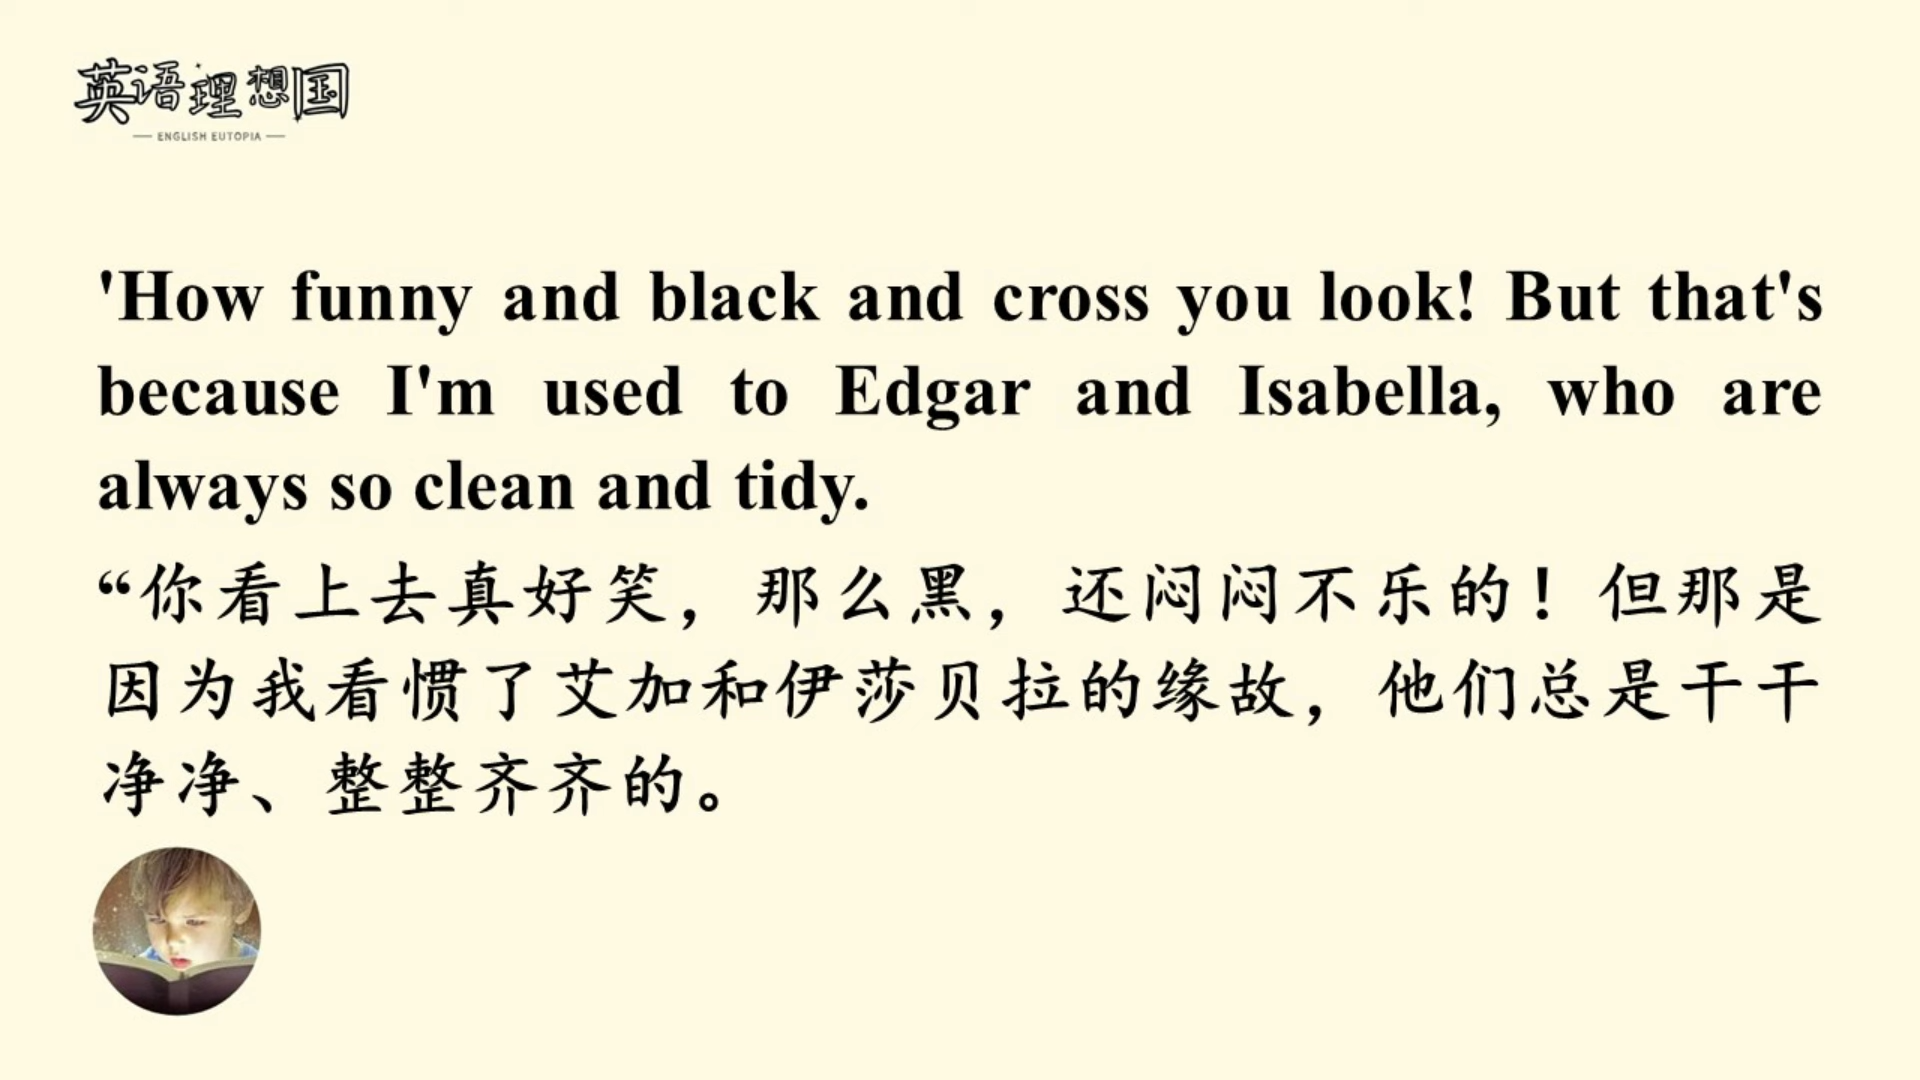 英语理想国
ENGLISH EUTOPIA
'How funny and black and cross you look! But that's
because I'm used to Edgar and Isabella, who are
always so clean and tidy.
“你看上去真好笑，那么黑，还闷闷不乐的！但那是
因为我看惯了艾加和伊莎贝拉的缘故，他们总是干干
净净、整整齐齐的。